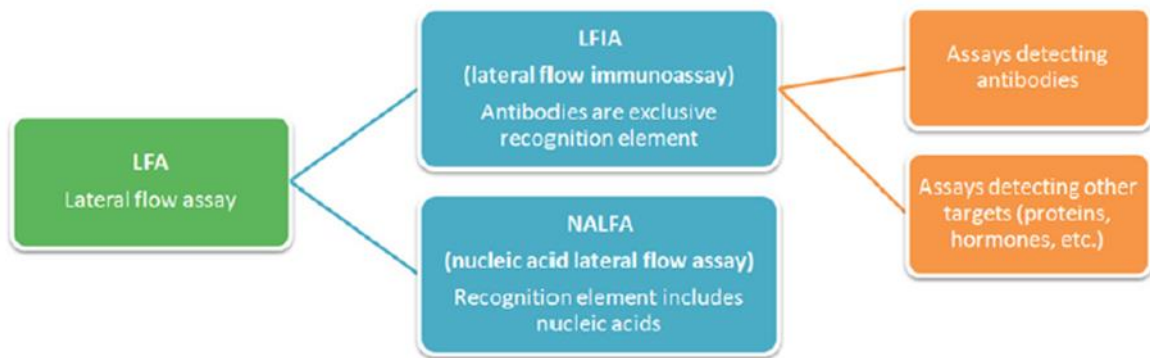 LFA
Lateral flow assay
LFIA
(lateral flow immunoassay)
Antibodies are exclusive
recognition element
NALFA
(nucleic acid lateral flow assay)
Recognition element includes
nucleic acids
Assays detecting
antibodies
Assays detecting other
targets (proteins,
hormones, etc.)